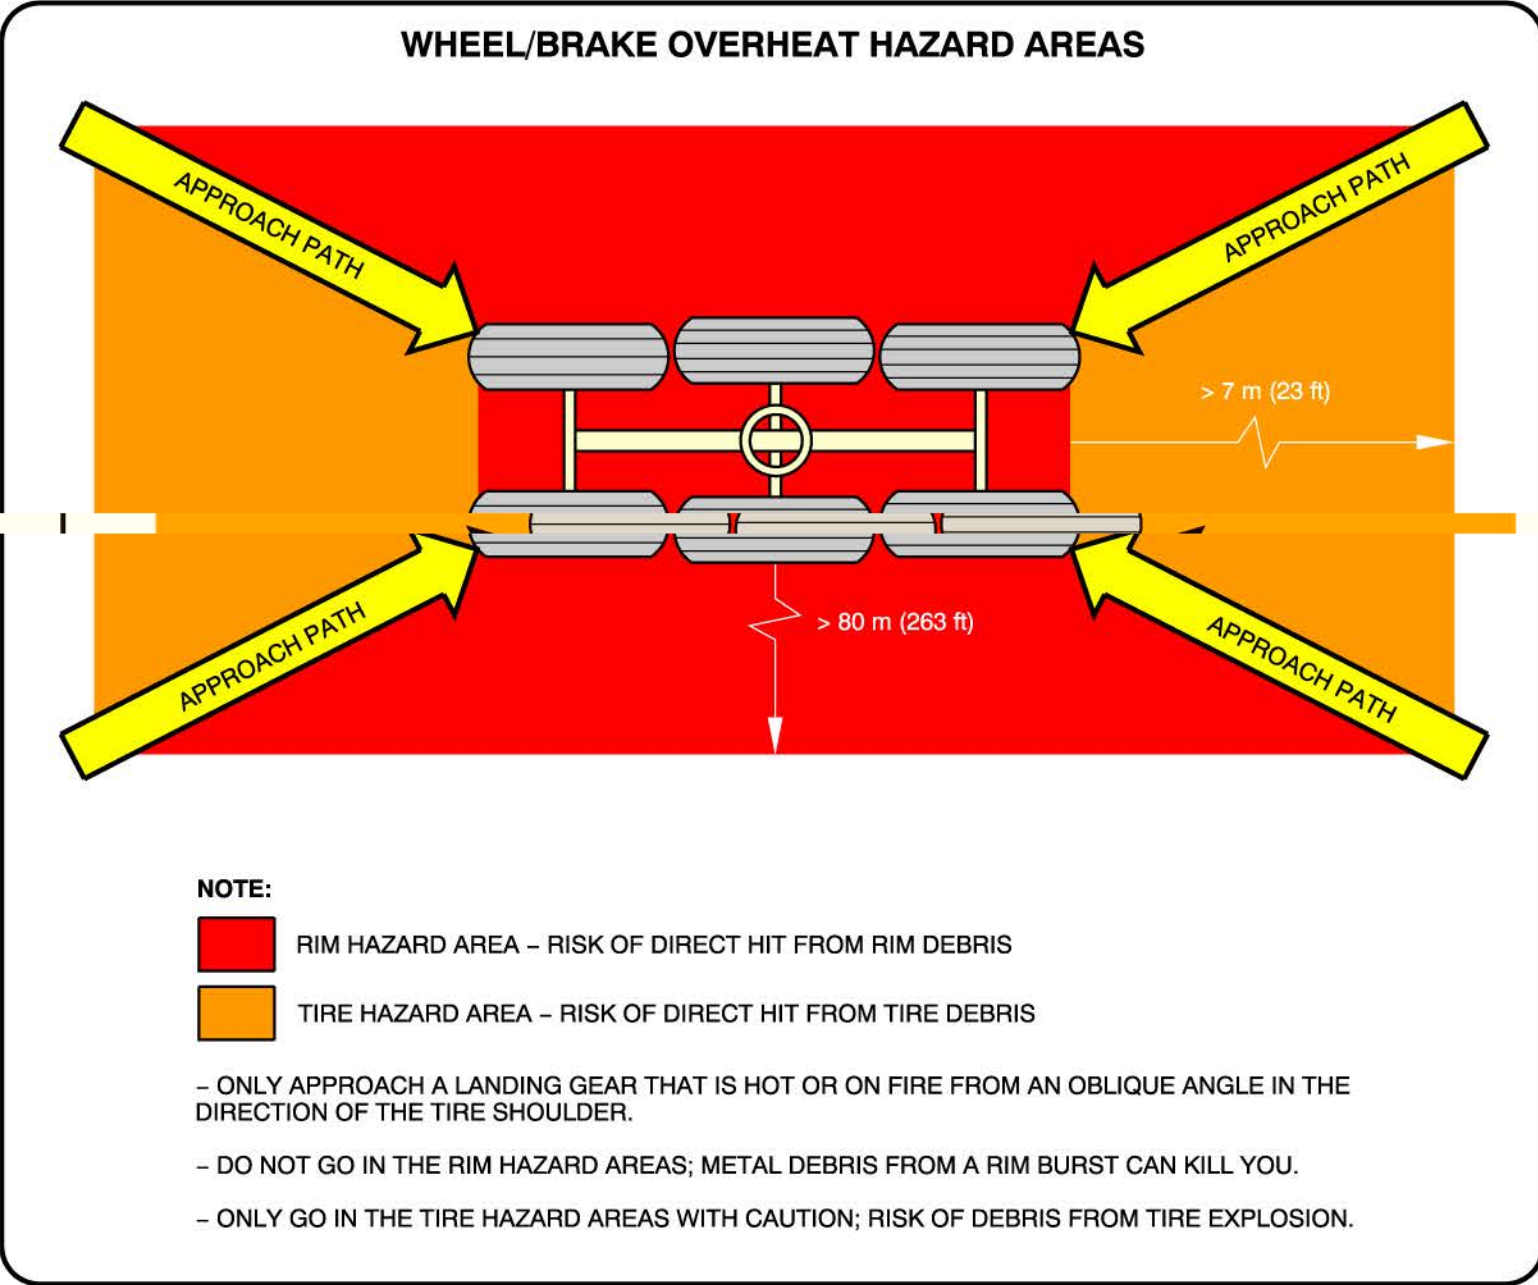 WHEEL/BRAKE OVERHEAT HAZARD AREAS
APPROACH PATH
APPROACH PATH
> 7 m (23 ft)
> 80 m (263 ft)
APPROACH PATH
APPROACH PATH
NOTE:
RIM HAZARD AREA – RISK OF DIRECT HIT FROM RIM DEBRIS
TIRE HAZARD AREA – RISK OF DIRECT HIT FROM TIRE DEBRIS
– ONLY APPROACH A LANDING GEAR THAT IS HOT OR ON FIRE FROM AN OBLIQUE ANGLE IN THE
DIRECTION OF THE TIRE SHOULDER.
– DO NOT GO IN THE RIM HAZARD AREAS; METAL DEBRIS FROM A RIM BURST CAN KILL YOU.
– ONLY GO IN THE TIRE HAZARD AREAS WITH CAUTION; RISK OF DEBRIS FROM TIRE EXPLOSION.